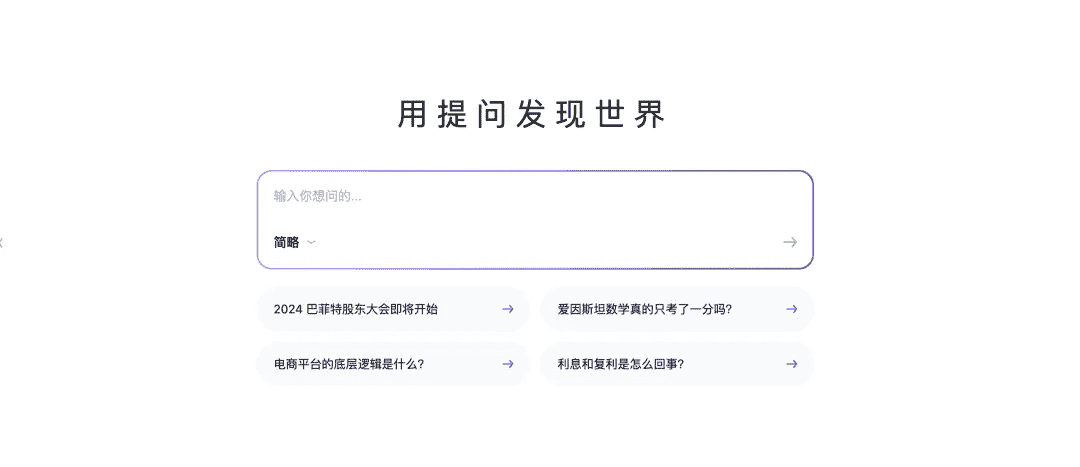 用提问发现世界
输入你想问的...
简略
2024 巴菲特股东大会即将开始
爱因斯坦数学真的只考了一分吗?
电商平台的底层逻辑是什么?
利息和复利是怎么回事?